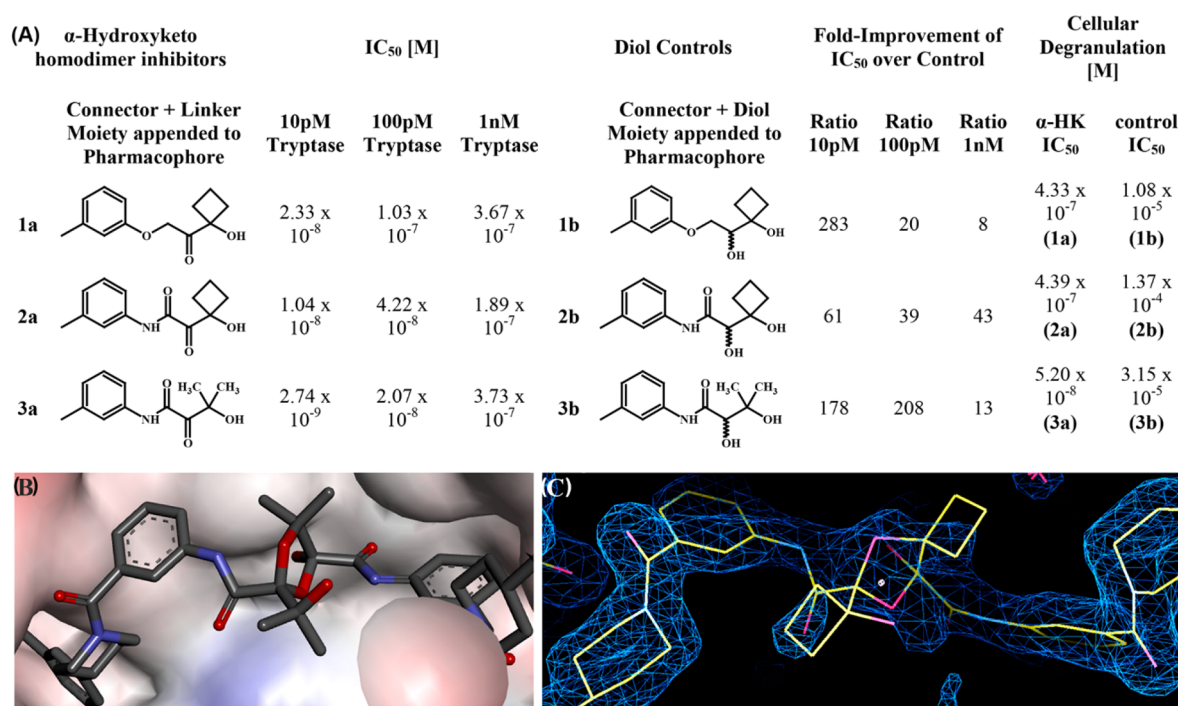 (A)
α-Hydroxyketo
homodimer inhibitors
IC50 [M]
Diol Controls
Fold-Improvement of
IC50 over Control
Cellular
Degranulation
[M]
Connector + Linker
Moiety appended to
Pharmacophore
10pM
Tryptase
100pM
Tryptase
1nM
Tryptase
Connector + Diol
Moiety appended to
Pharmacophore
Ratio
10pM
Ratio
100pM
Ratio
1nM
α-HK
IC50
control
IC50
1a
O
O
OH
2.33 x
10-8
1.03 x
10-7
3.67 x
10-7
1b
O
OH
OH
283
20
8
4.33 x
10-7
(1a)
1.08 x
10-5
(1b)
2a
O
NH
O
OH
1.04 x
10-8
4.22 x
10-8
1.89 x
10-7
2b
O
NH
OH
OH
61
39
43
4.39 x
10-7
(2a)
1.37 x
10-4
(2b)
3a
O
H3C
CH3
NH
O
OH
2.74 x
10-9
2.07 x
10-8
3.73 x
10-7
3b
O
H3C
CH3
NH
OH
OH
178
208
13
5.20 x
10-8
(3a)
3.15 x
10-5
(3b)
(B)
(C)